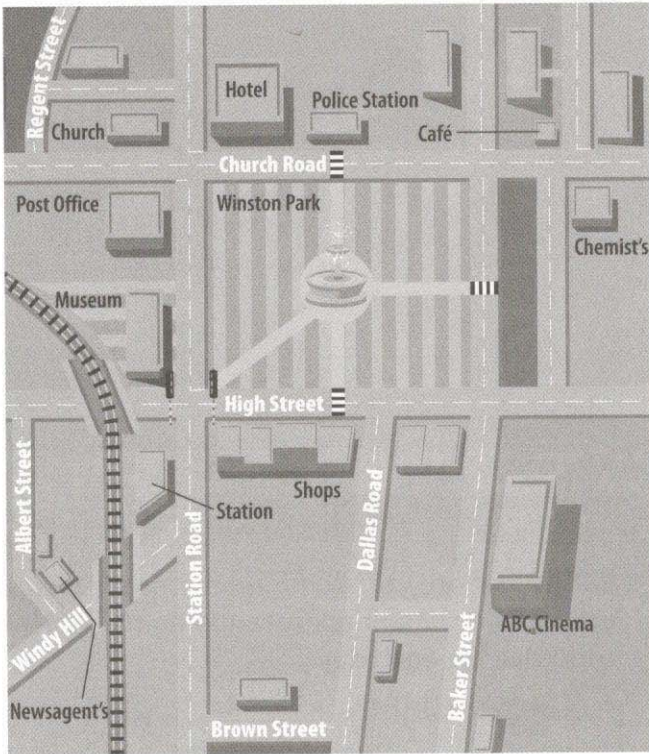 Regent Street
Hotel
Police Station
Church
Café
Church Road
Post Office
Winston Park
Chemist's
Museum
High Street
Albert Street
Shops
Station
Station Road
Dallas Road
Baker Street
ABC Cinema
Windy Hill
Newsagent's
Brown Street